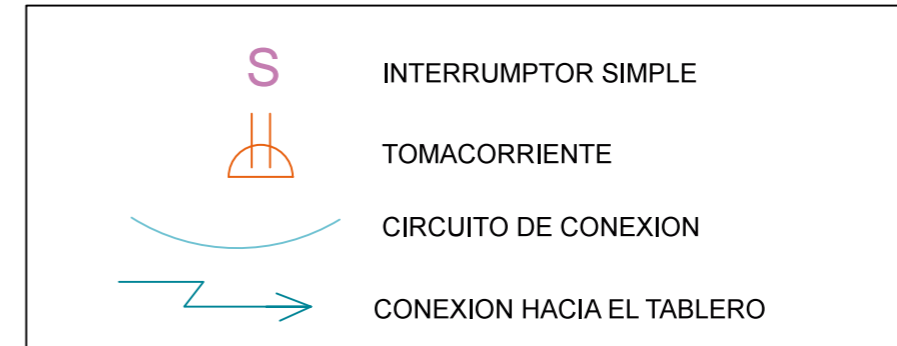 S INTERRUMPTOR SIMPLE
TOMACORRIENTE
CIRCUITO DE CONEXION
CONEXION HACIA EL TABLERO